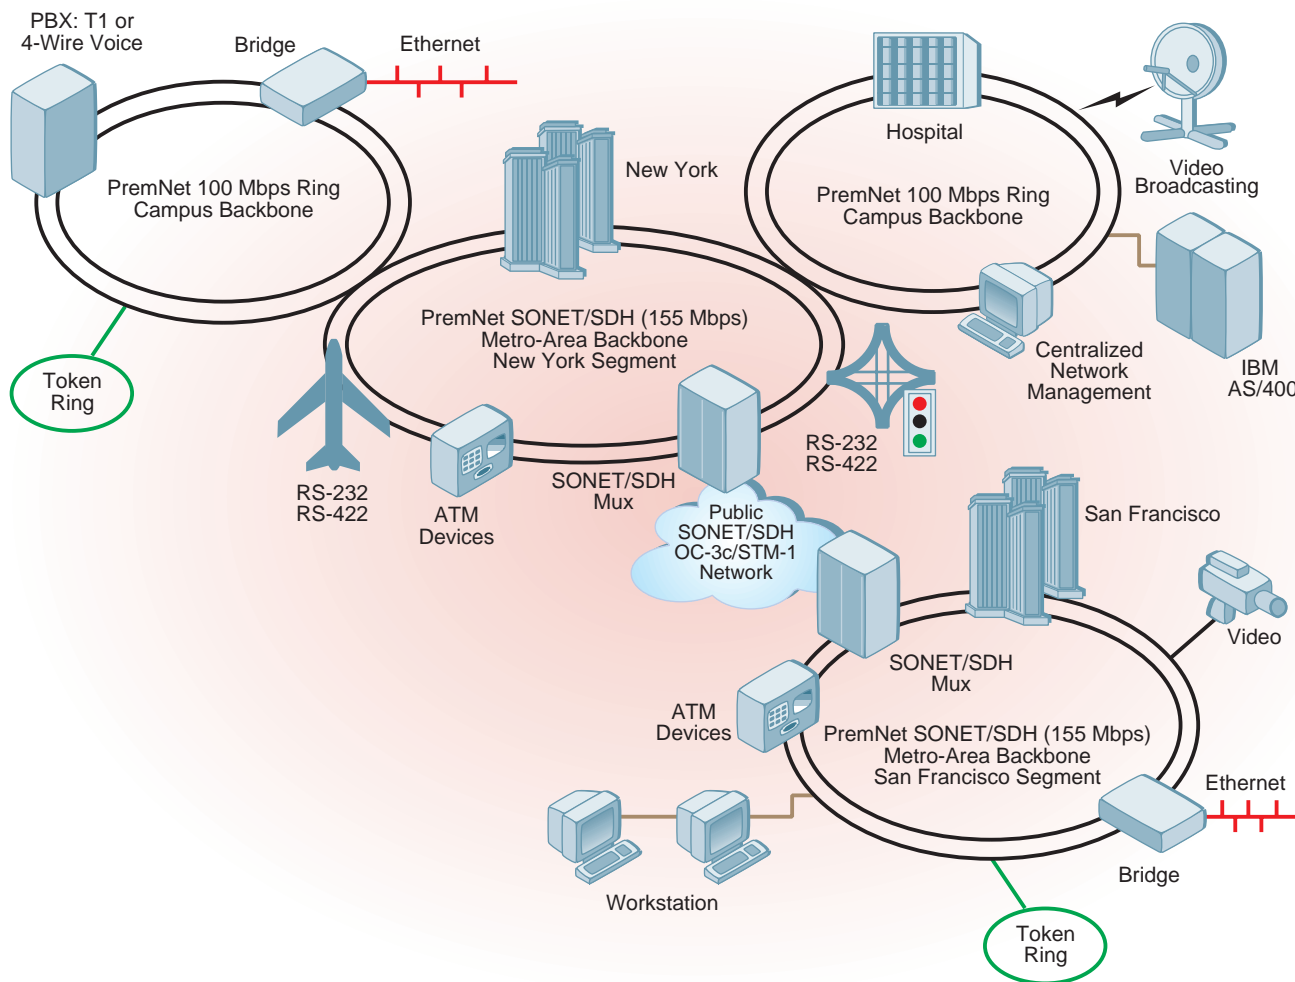 PBX: T1 or
4-Wire Voice
Bridge
Ethernet
PremNet 100 Mbps Ring
Campus Backbone
Token
Ring
New York
PremNet SONET/SDH (155 Mbps)
Metro-Area Backbone
New York Segment
RS-232
RS-422
ATM
Devices
SONET/SDH
Mux
Hospital
PremNet 100 Mbps Ring
Campus Backbone
Video
Broadcasting
Centralized
Network
Management
IBM
AS/400
RS-232
RS-422
Public
SONET/SDH
OC-3c/STM-1
Network
San Francisco
Video
SONET/SDH
Mux
ATM
Devices
PremNet SONET/SDH (155 Mbps)
Metro-Area Backbone
San Francisco Segment
Ethernet
Bridge
Workstation
Token
Ring